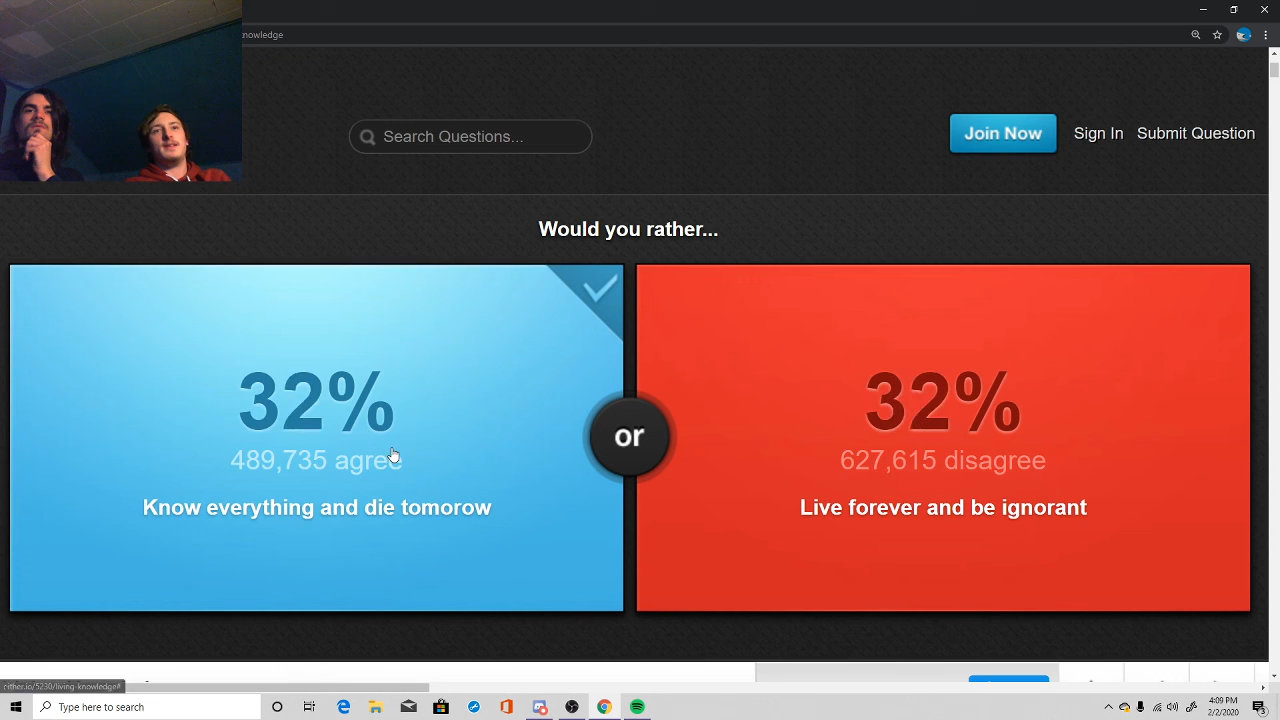 nowledge
Search Questions...
Join Now
Sign In
Submit Question
Would you rather...
32%
489,735 agree
Know everything and die tomorow
or
32%
627,615 disagree
Live forever and be ignorant
rither.io/5230/living-knowledge#
Type here to search
4:09 PM
2/2/2020